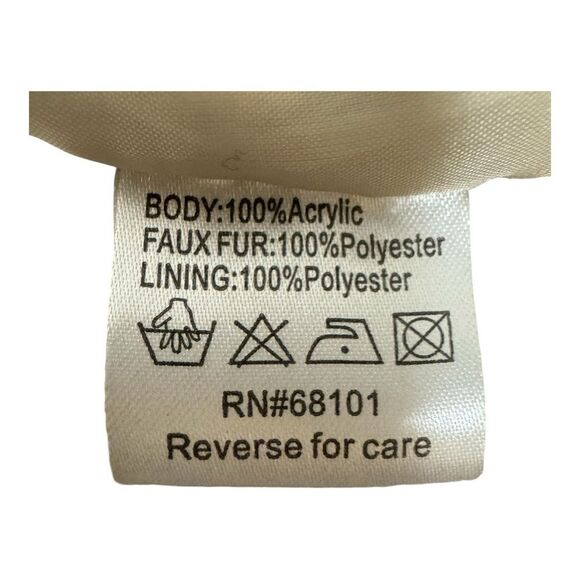 BODY:100%Acrylic
FAUX FUR:100%Polyester
LINING:100%Polyester
RN#68101
Reverse for care